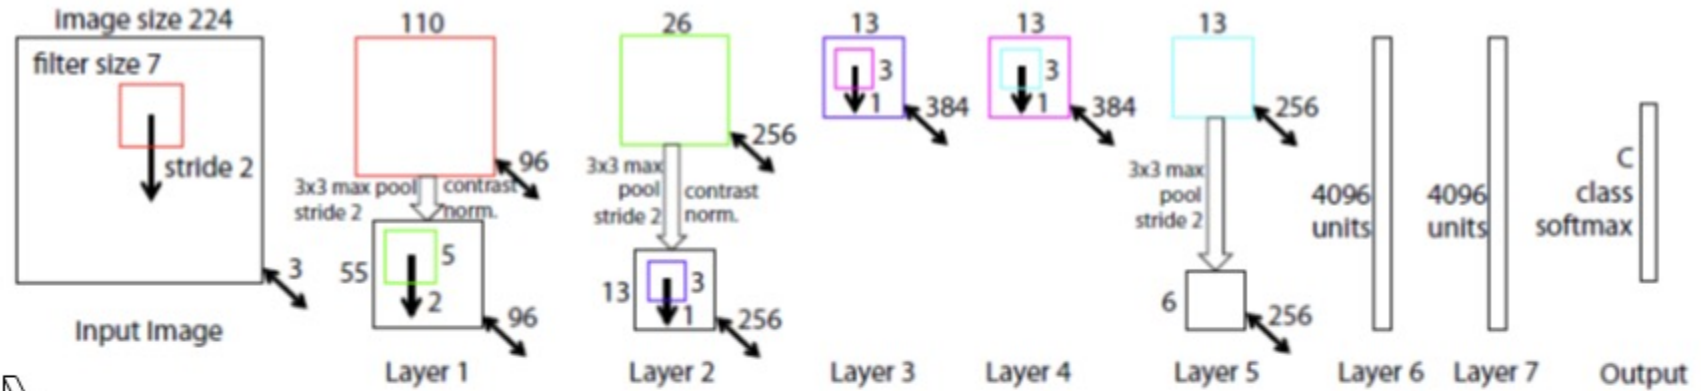 image size 224
filter size 7
stride 2
3
Input Image
110
96
3x3 max pool
stride 2
contrast
norm.
55
5
2
96
Layer 1
26
256
3x3 max
pool
stride 2
contrast
norm.
13
3
1
256
Layer 2
13
3
1
384
Layer 3
13
3
1
384
Layer 4
13
256
3x3 max
pool
stride 2
6
256
Layer 5
4096
units
Layer 6
4096
units
Layer 7
C
class
softmax
Output